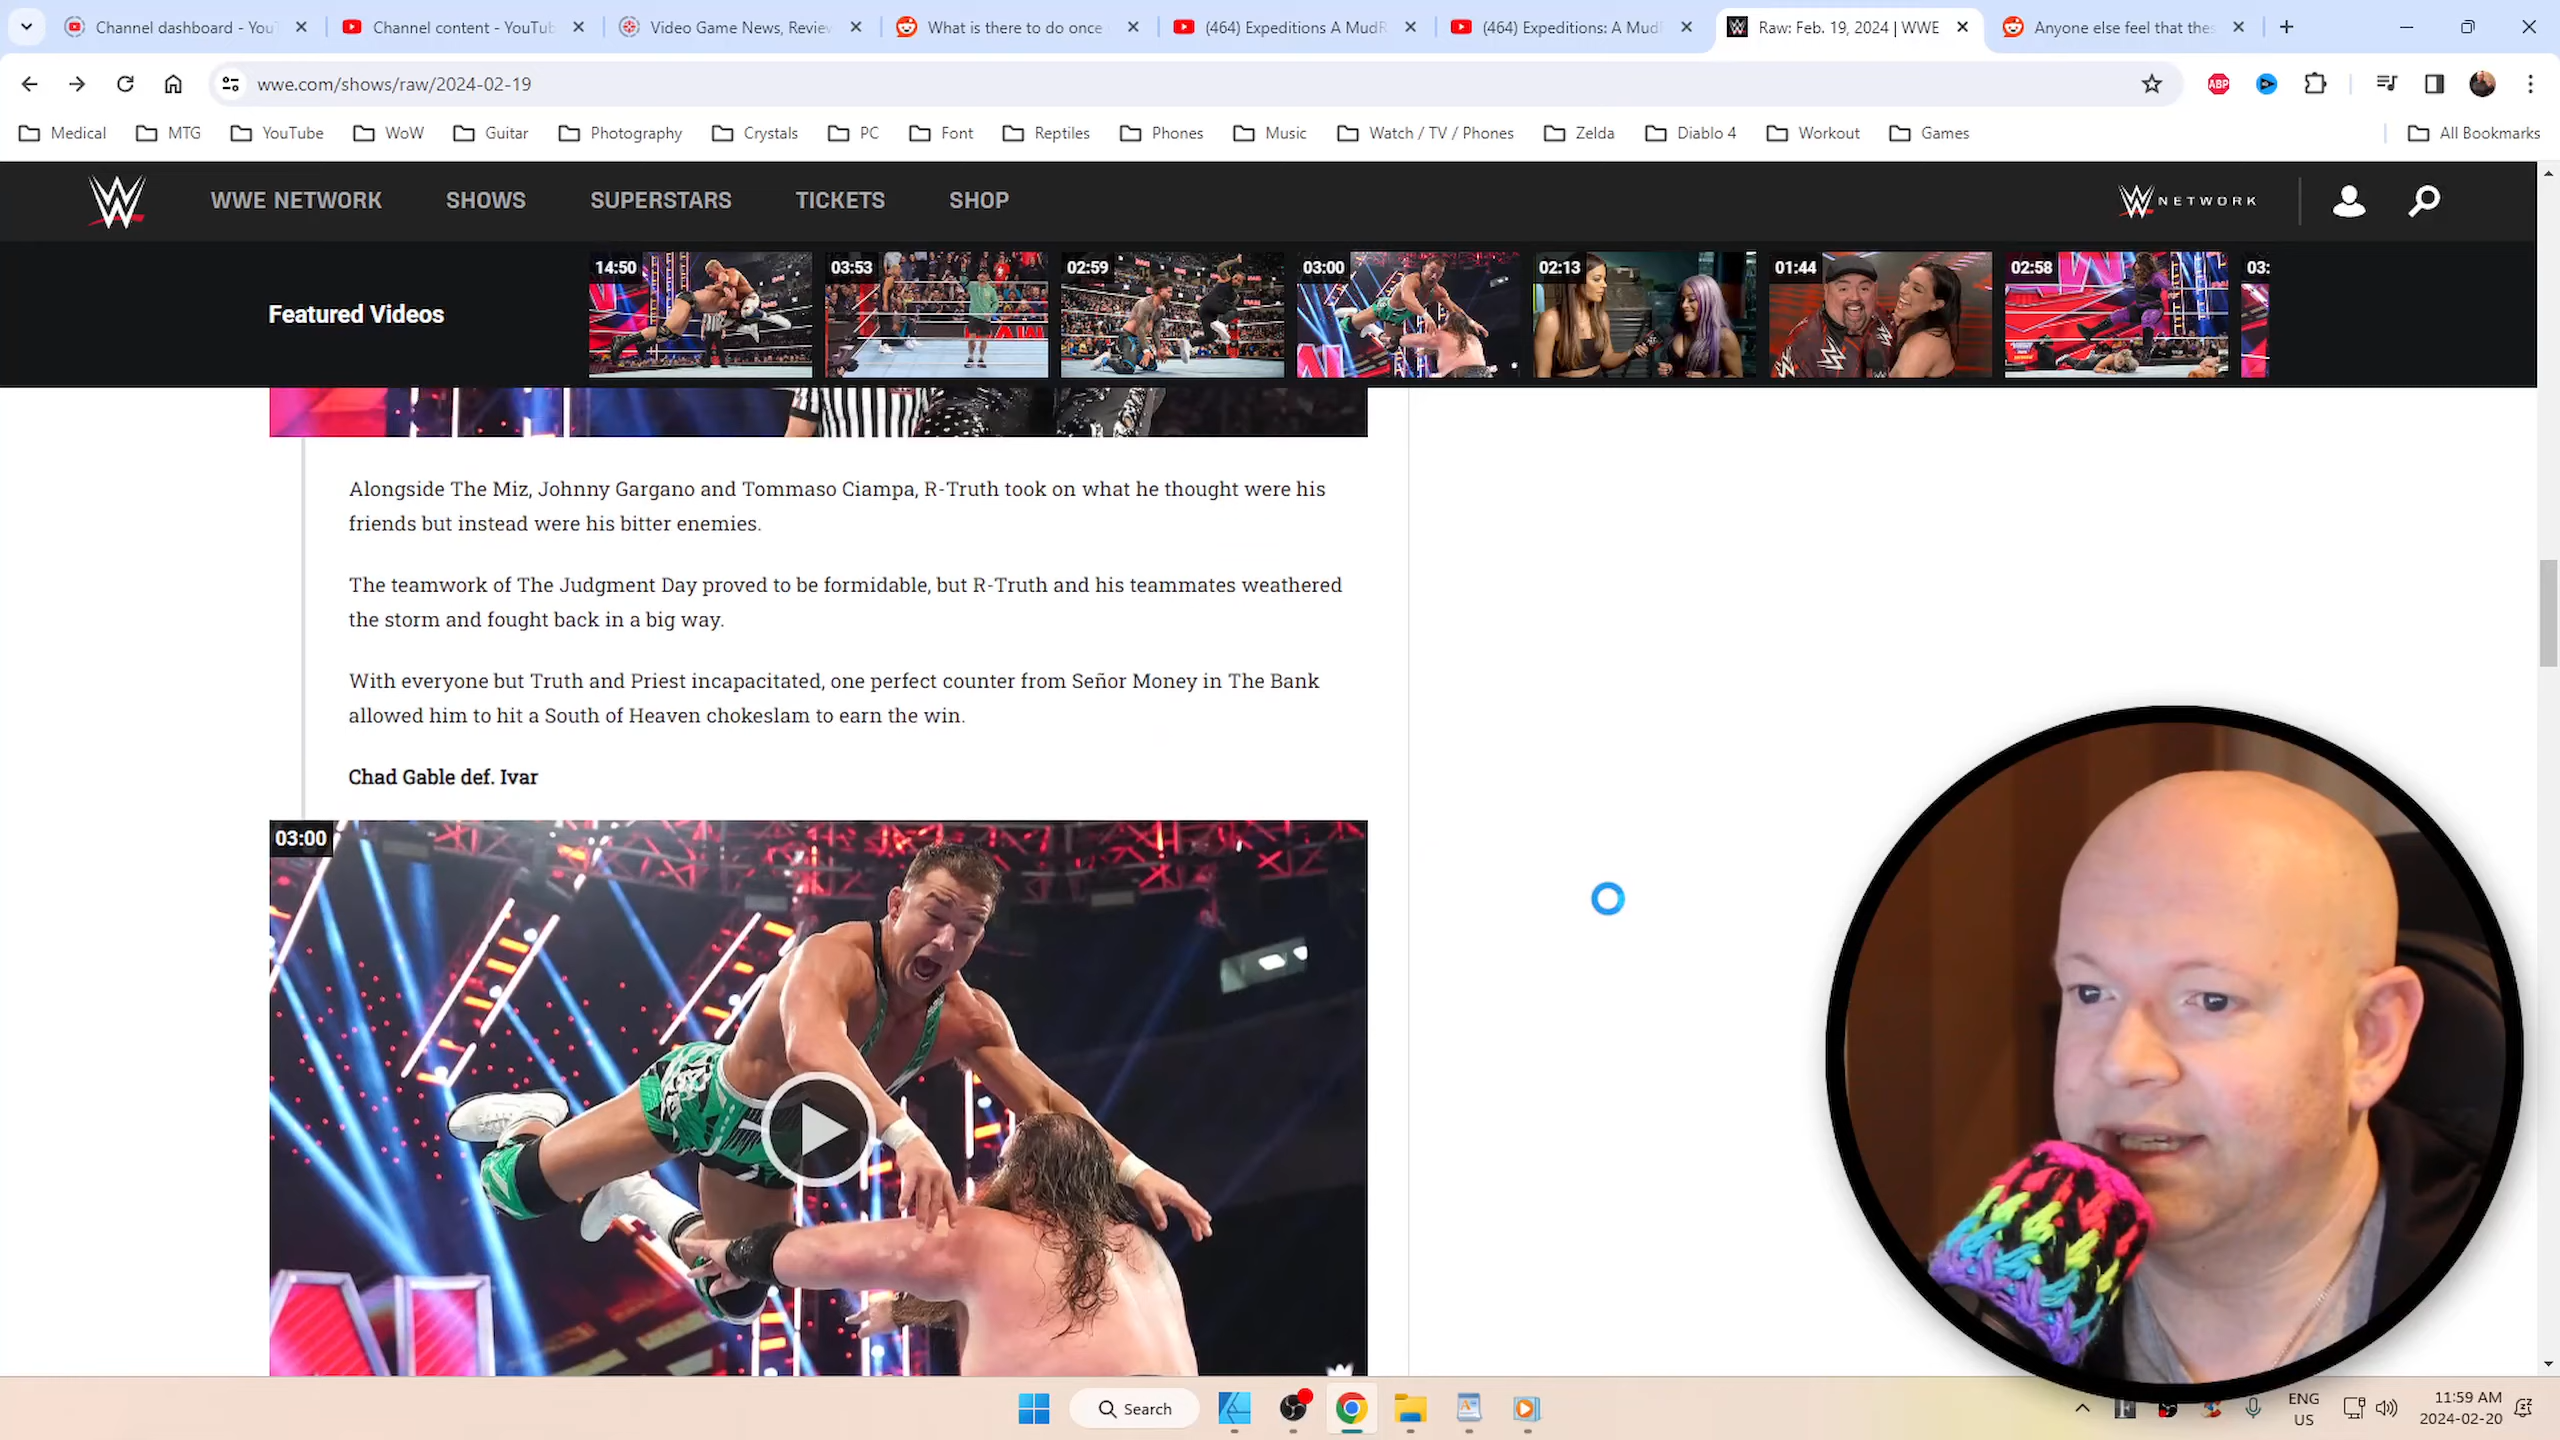 Channel dashboard - You
Channel content - YouTub
Video Game News, Review
What is there to do once
(464) Expeditions A MudR
(464) Expeditions: A Mud
Raw: Feb. 19, 2024 | WWE
Anyone else feel that thes
wwe.com/shows/raw/2024-02-19
ABP
Medical
MTG
YouTube
WoW
Guitar
Photography
Crystals
PC
Font
Reptiles
Phones
Music
Watch / TV / Phones
Zelda
Diablo 4
Workout
Games
All Bookmarks
WWE NETWORK
SHOWS
SUPERSTARS
TICKETS
SHOP
NETWORK
Featured Videos
14:50
03:53
02:59
03:00
02:13
01:44
02:58
03:
Alongside The Miz, Johnny Gargano and Tommaso Ciampa, R-Truth took on what he thought were his
friends but instead were his bitter enemies.
The teamwork of The Judgment Day proved to be formidable, but R-Truth and his teammates weathered
the storm and fought back in a big way.
With everyone but Truth and Priest incapacitated, one perfect counter from Señor Money in The Bank
allowed him to hit a South of Heaven chokeslam to earn the win.
Chad Gable def. Ivar
03:00
Search
ENG
US
11:59 AM
2024-02-20